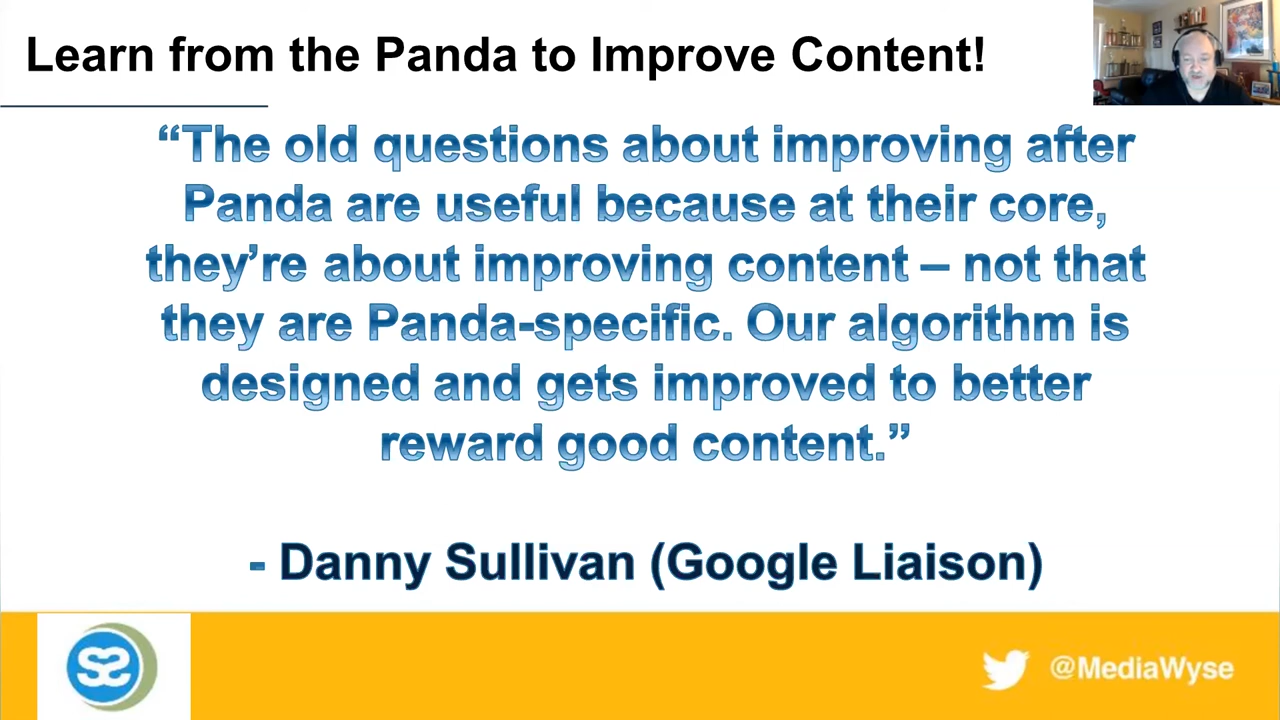 Learn from the Panda to Improve Content!
“The old questions about improving after
Panda are useful because at their core,
they’re about improving content – not that
they are Panda-specific. Our algorithm is
designed and gets improved to better
reward good content.”
- Danny Sullivan (Google Liaison)
@MediaWyse